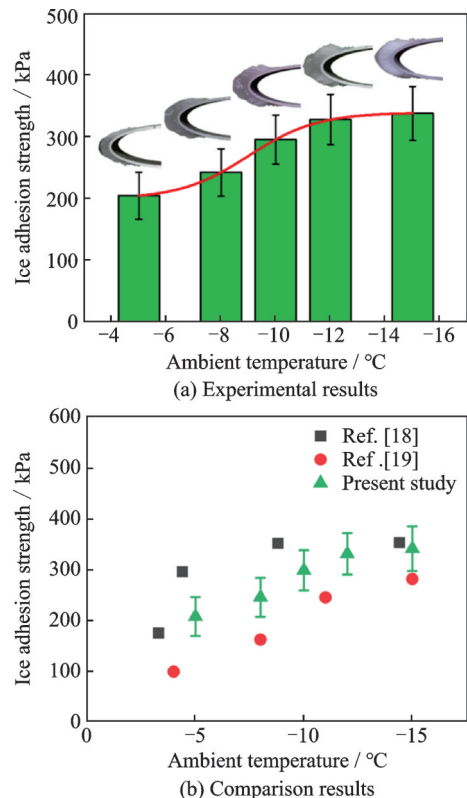 500
400
300
200
100
0
Ice adhesion strength / kPa
-4 -6 -8 -10 -12 -14 -16
Ambient temperature / °C
(a) Experimental results
600
500
400
300
200
100
0
Ice adhesion strength / kPa
Ref. [18]
Ref .[19]
Present study
0 -5 -10 -15
Ambient temperature / °C
(b) Comparison results